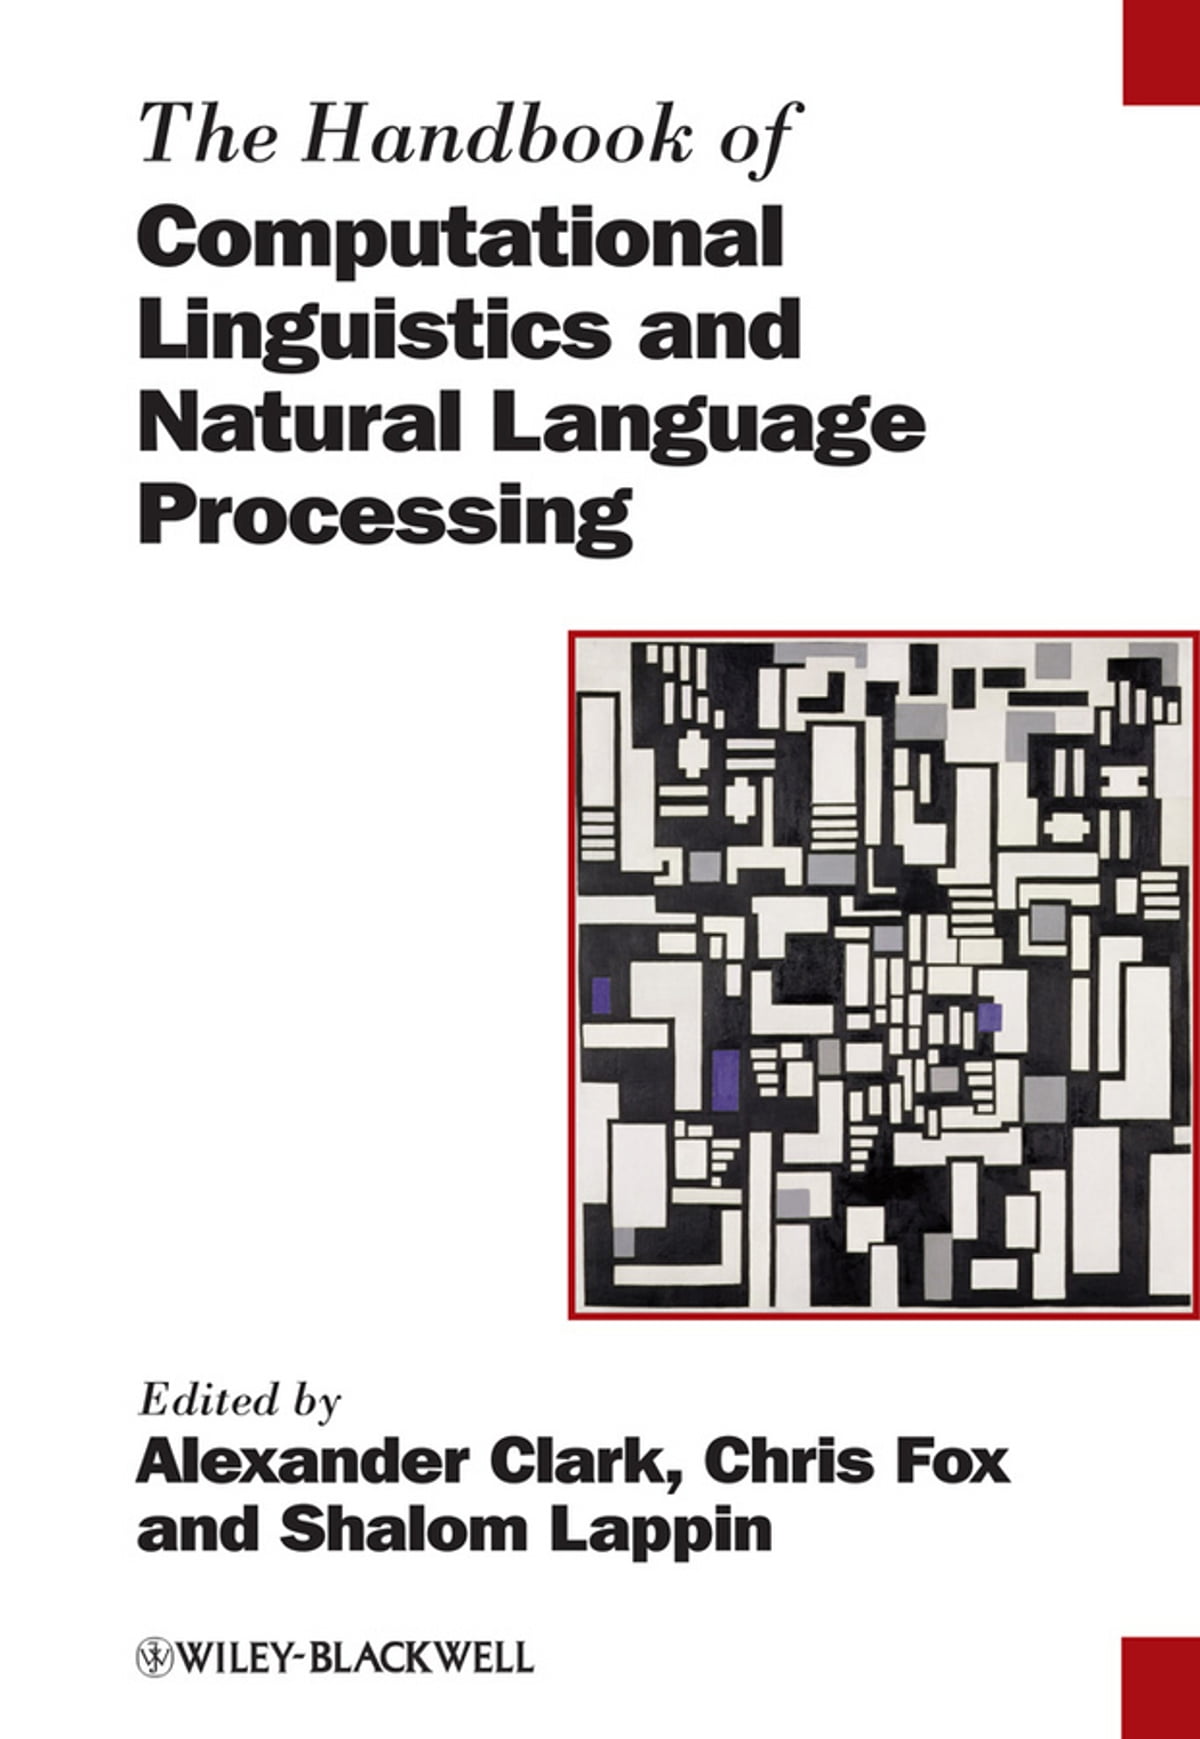 The Handbook of
Computational
Linguistics and
Natural Language
Processing
Edited by
Alexander Clark, Chris Fox
and Shalom Lappin
WILEY-BLACKWELL